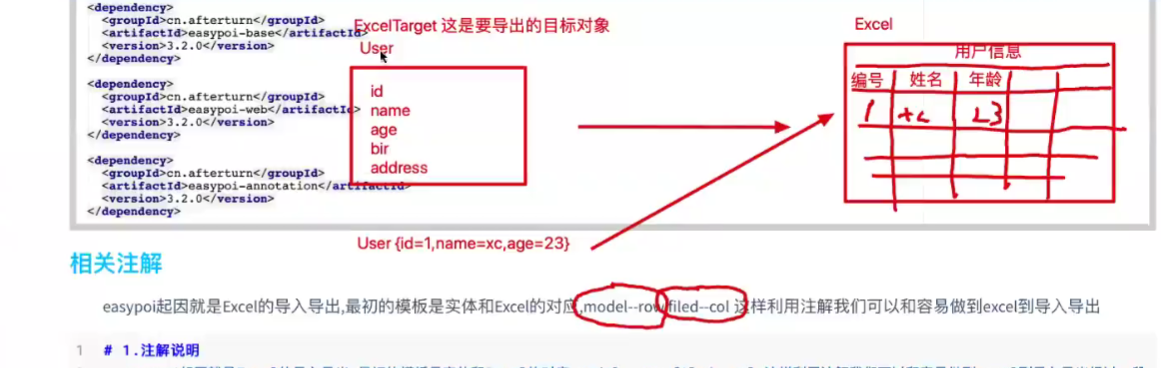 <dependency>
<groupId>cn.afterturn</groupId>
<artifactId>easypoi-base</artifactId>
<version>3.2.0</version>
</dependency>
<dependency>
<groupId>cn.afterturn</groupId>
<artifactId>easypoi-web</artifactId>
<version>3.2.0</version>
</dependency>
<dependency>
<groupId>cn.afterturn</groupId>
<artifactId>easypoi-annotation</artifactId>
<version>3.2.0</version>
</dependency>
ExcelTarget 这是要导出的目标对象
User
id
name
age
bir
address
Excel
用户信息
编号 姓名 年龄
1 xc 23
User {id=1,name=xc,age=23}
相关注解
easypoi起因就是Excel的导入导出,最初的模板是实体和Excel的对应,model--row,filed--col 这样利用注解我们可以和容易做到excel到导入导出
1 # 1.注解说明